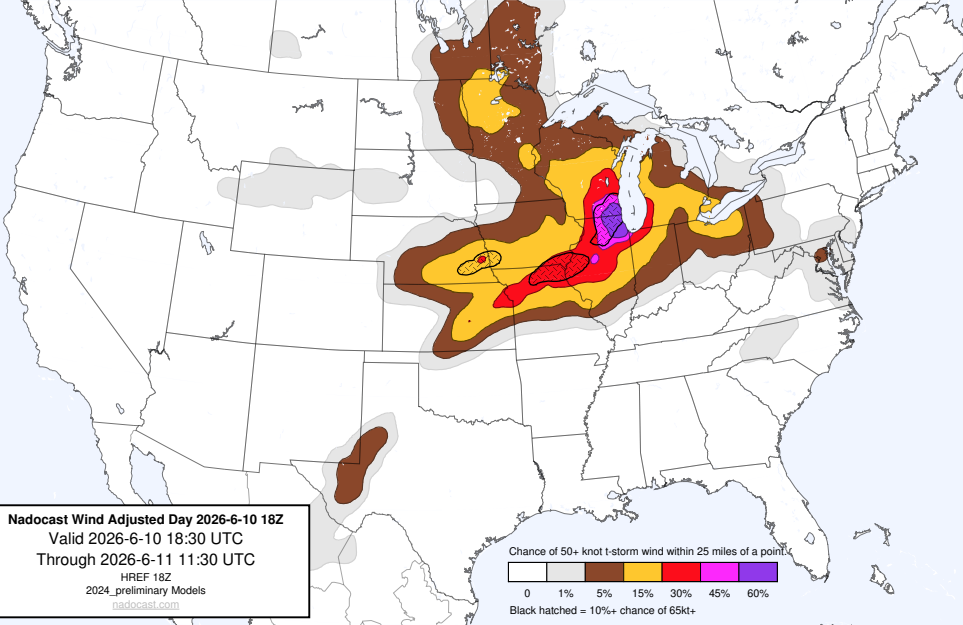 Nadocast Wind Adjusted Day 2026-6-10 18Z
Valid 2026-6-10 18:30 UTC
Through 2026-6-11 11:30 UTC
HREF 18Z
2024_preliminary Models
nadocast.com
Chance of 50+ knot t-storm wind within 25 miles of a point.
0 1% 5% 15% 30% 45% 60%
Black hatched = 10%+ chance of 65kt+